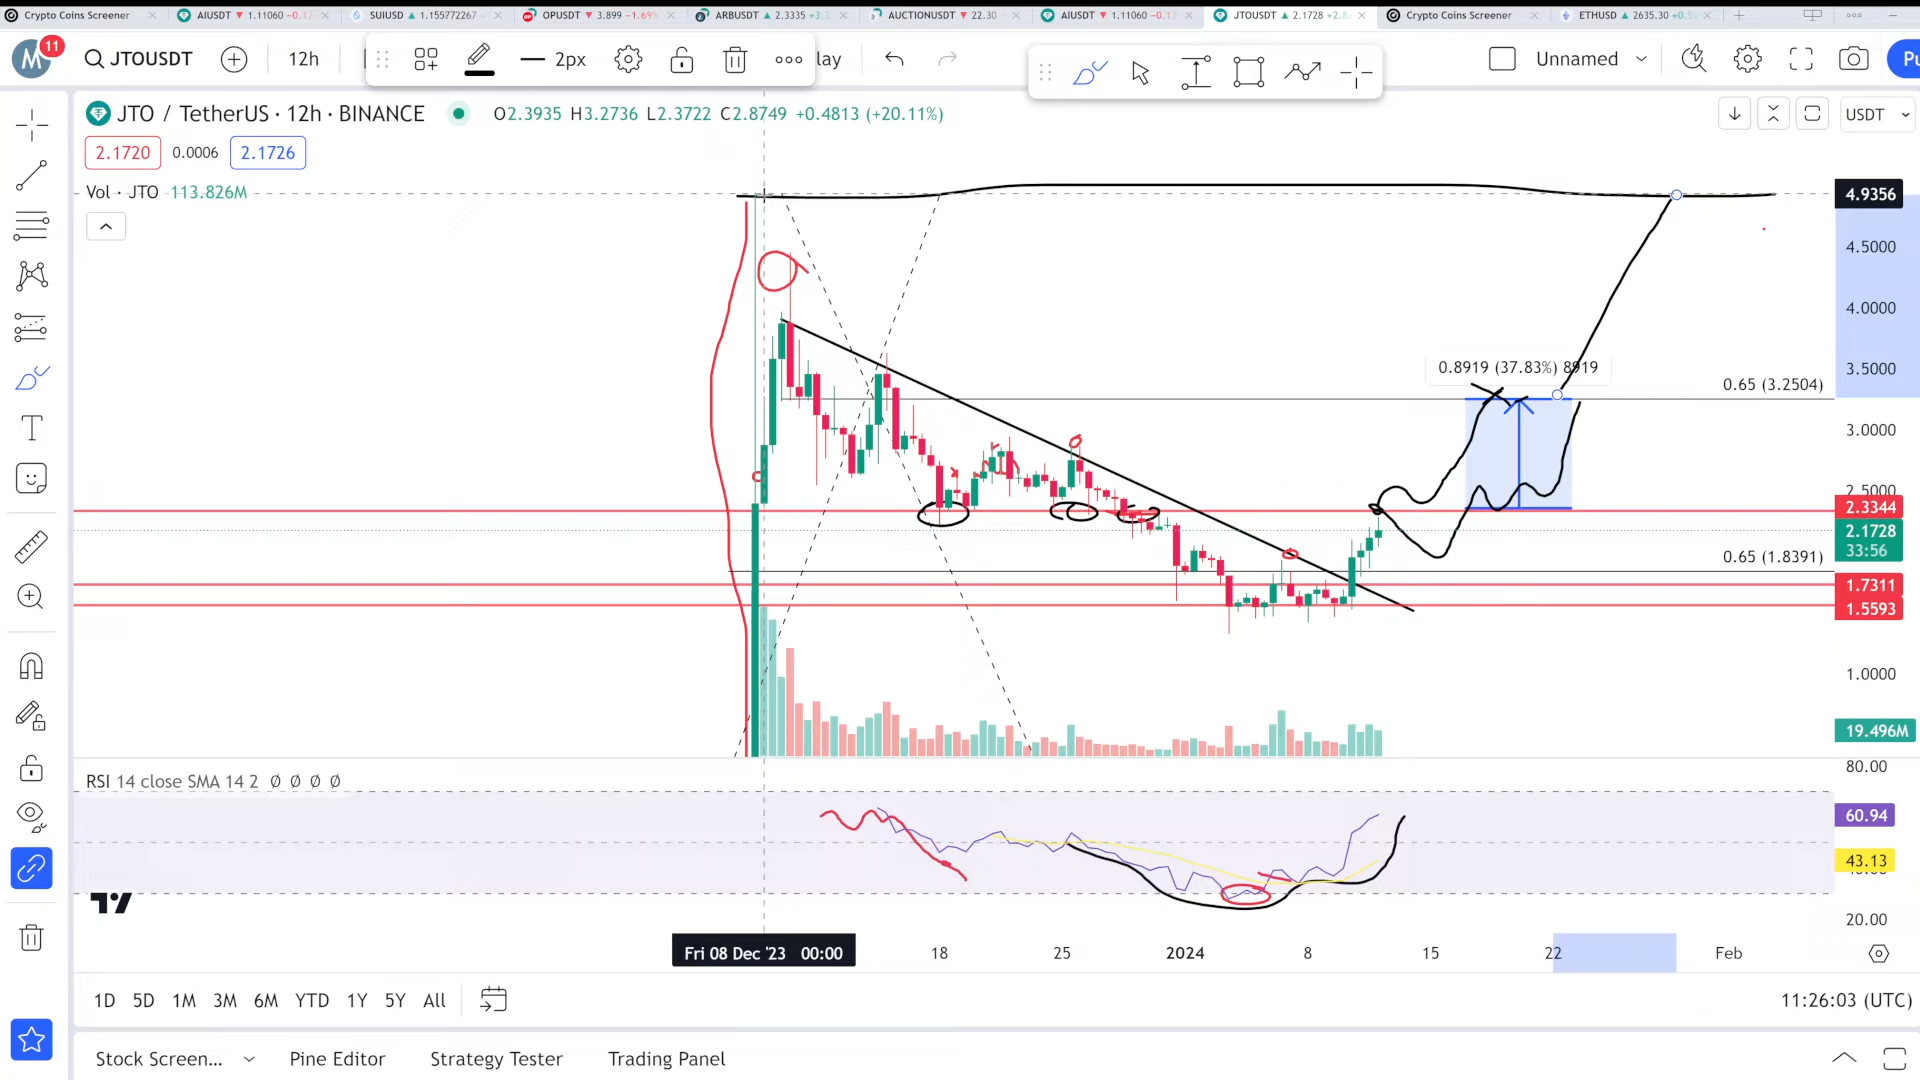 Crypto Coins Screener AIUSDT ▼ 1.11060 SUIUSD ▲ 1.155772267 OPUSDT ▼ 3.899 −1.69% ARBUSDT ▲ 2.3335 AUCTIONUSDT ▼ 22.30 AIUSDT ▼ 1.11060 JTOUSDT ▲ 2.1728 Crypto Coins Screener ETHUSD ▲ 2635.30
M 11 JTOUSDT 12h 2px lay Unnamed Pu
JTO / TetherUS · 12h · BINANCE O2.3935 H3.2736 L2.3722 C2.8749 +0.4813 (+20.11%) USDT
2.1720 0.0006 2.1726
Vol · JTO 113.826M
4.9356
4.5000
4.0000
0.8919 (37.83%) 8919
3.5000
0.65 (3.2504)
3.0000
2.5000
2.3344
2.1728
33:56
0.65 (1.8391)
1.7311
1.5593
1.0000
19.496M
80.00
RSI 14 close SMA 14 2 Ø Ø Ø Ø
60.94
43.13
20.00
Fri 08 Dec '23 00:00 18 25 2024 8 15 22 Feb
1D 5D 1M 3M 6M YTD 1Y 5Y All 11:26:03 (UTC)
Stock Screen... Pine Editor Strategy Tester Trading Panel